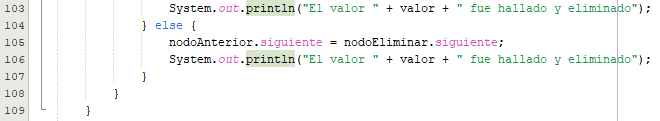 103 System.out.println("El valor " + valor + " fue hallado y eliminado");
104 } else {
105 nodoAnterior.siguiente = nodoEliminar.siguiente;
106 System.out.println("El valor " + valor + " fue hallado y eliminado");
107 }
108 }
109 }